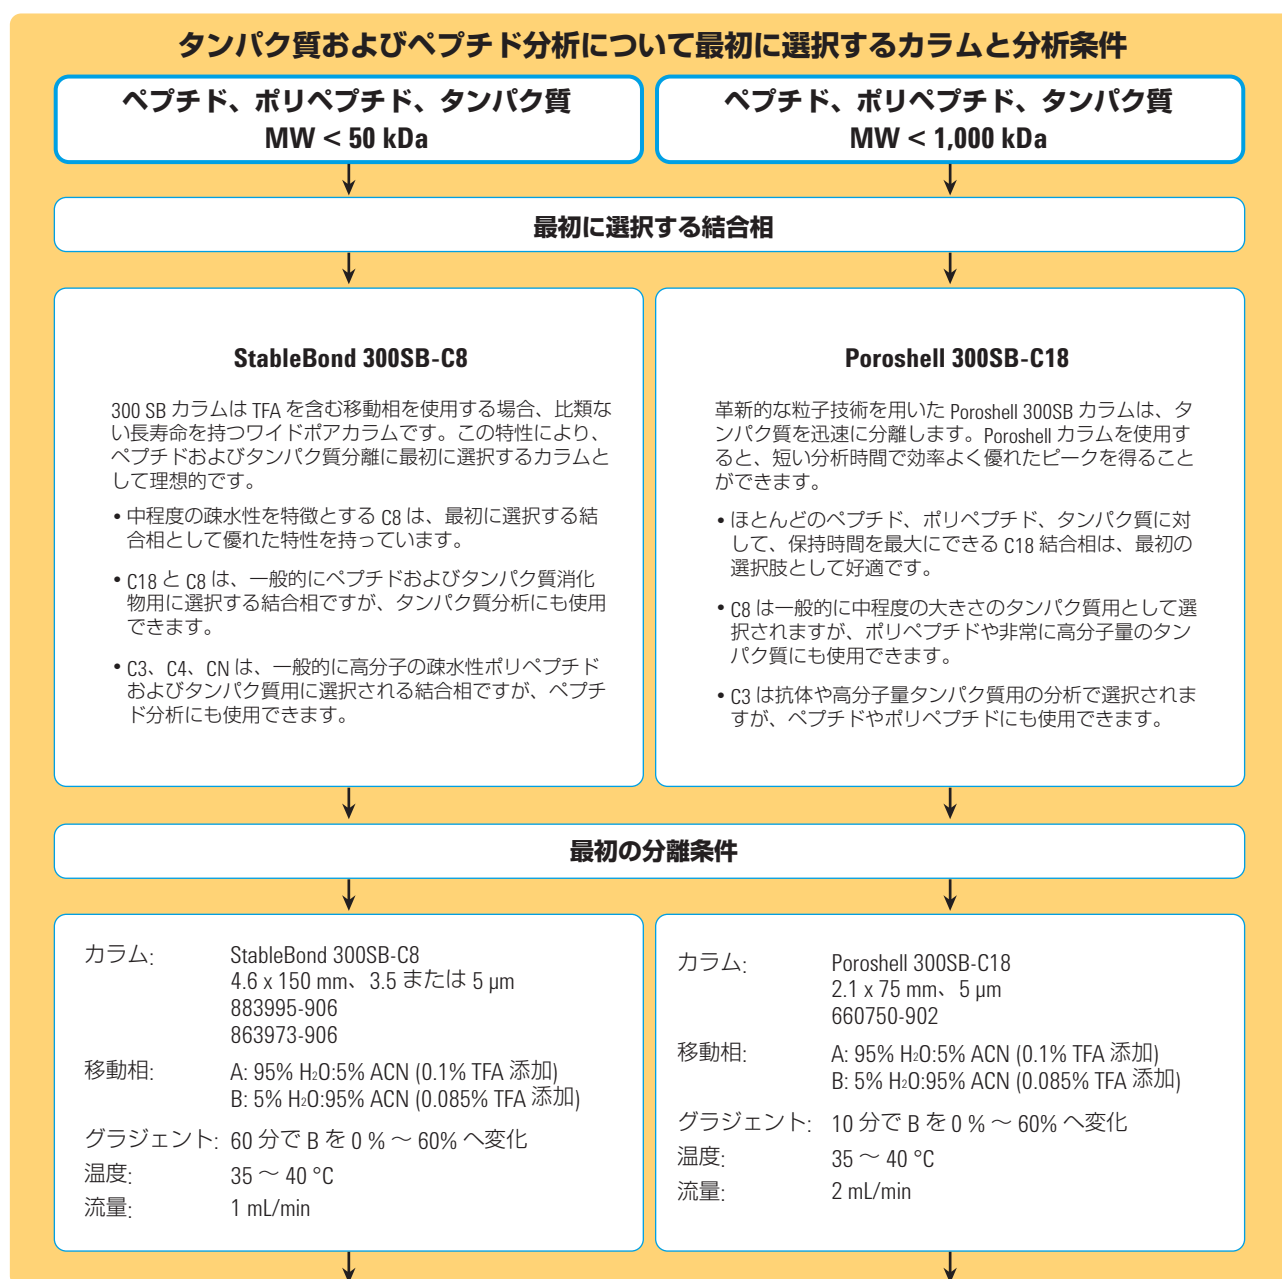 タンパク質およびペプチド分析について最初に選択するカラムと分析条件
ペプチド、ポリペプチド、タンパク質
MW < 50 kDa
ペプチド、ポリペプチド、タンパク質
MW < 1,000 kDa
最初に選択する結合相
StableBond 300SB-C8
300 SB カラムは TFA を含む移動相を使用する場合、比類な
い長寿命を持つワイドポアカラムです。この特性により、
ペプチドおよびタンパク質分離に最初に選択するカラムと
して理想的です。
• 中程度の疎水性を特徴とする C8 は、最初に選択する結
合相として優れた特性を持っています。
• C18 と C8 は、一般的にペプチドおよびタンパク質消化
物用に選択する結合相ですが、タンパク質分析にも使用
できます。
• C3、C4、CN は、一般的に高分子の疎水性ポリペプチド
およびタンパク質用に選択される結合相ですが、ペプチ
ド分析にも使用できます。
Poroshell 300SB-C18
革新的な粒子技術を用いた Poroshell 300SB カラムは、タ
ンパク質を迅速に分離します。Poroshell カラムを使用す
ると、短い分析時間で効率よく優れたピークを得ること
ができます。
• ほとんどのペプチド、ポリペプチド、タンパク質に対
して、保持時間を最大にできる C18 結合相は、最初の
選択肢として好適です。
• C8 は一般的に中程度の大きさのタンパク質用として選
択されますが、ポリペプチドや非常に高分子量のタン
パク質にも使用できます。
• C3 は抗体や高分子量タンパク質用の分析で選択されま
すが、ペプチドやポリペプチドにも使用できます。
最初の分離条件
カラム: StableBond 300SB-C8
4.6 x 150 mm、3.5 または 5 µm
883995-906
863973-906
移動相: A: 95% H2O:5% ACN (0.1% TFA 添加)
B: 5% H2O:95% ACN (0.085% TFA 添加)
グラジェント: 60 分で B を 0 % ～ 60% へ変化
温度: 35 ～ 40 °C
流量: 1 mL/min
カラム: Poroshell 300SB-C18
2.1 x 75 mm、5 µm
660750-902
移動相: A: 95% H2O:5% ACN (0.1% TFA 添加)
B: 5% H2O:95% ACN (0.085% TFA 添加)
グラジェント: 10 分で B を 0 % ～ 60% へ変化
温度: 35 ～ 40 °C
流量: 2 mL/min